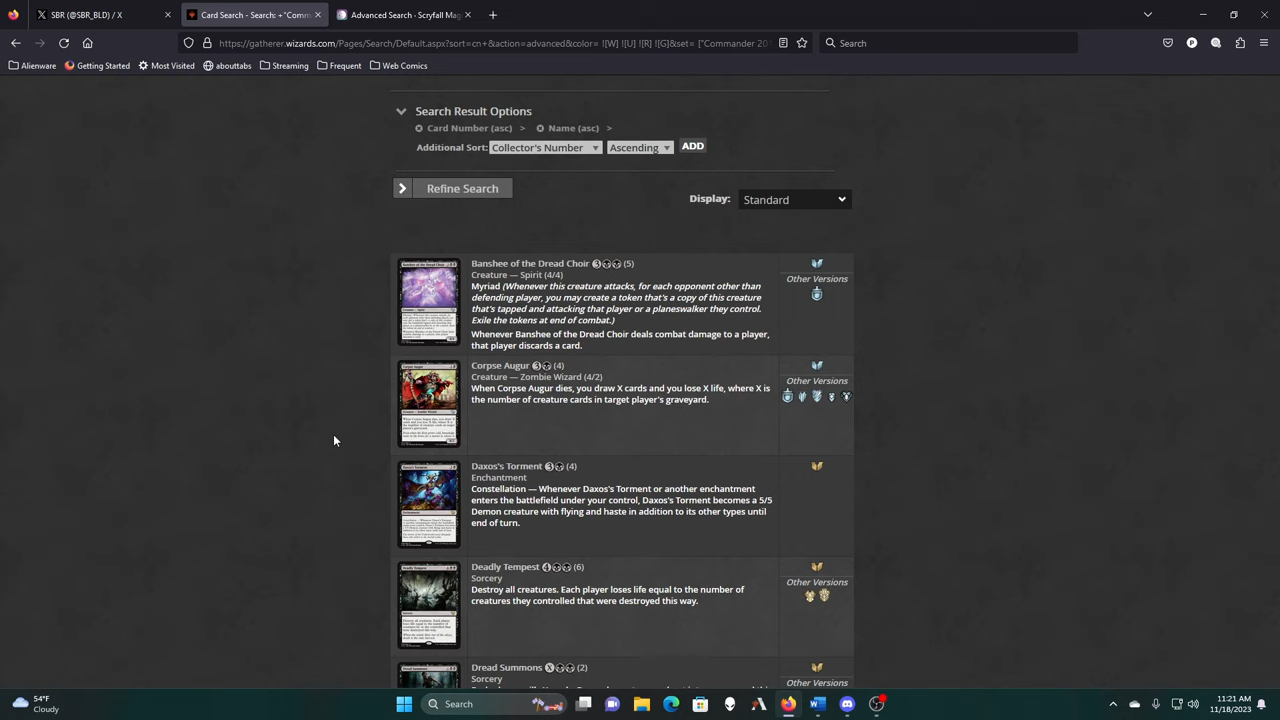 SBR (@SBR_BLD) / X
Card Search - Search: +"Comm
Advanced Search - Scryfall Mag
https://gatherer.wizards.com/Pages/Search/Default.aspx?sort=cn+&action=advanced&color= ![W] ![U] ![R] ![G]&set= ["Commander 20
Search
Alienware
Getting Started
Most Visited
abouttabs
Streaming
Frequent
Web Comics
Search Result Options
Card Number (asc) >
Name (asc) >
Additional Sort: Collector's Number Ascending ADD
Refine Search
Display: Standard
Banshee of the Dread Choir (5)
Creature — Spirit (4/4)
Myriad (Whenever this creature attacks, for each opponent other than
defending player, you may create a token that's a copy of this creature
that's tapped and attacking that player or a planeswalker they control.
Exile the tokens at end of combat.)
Whenever Banshee of the Dread Choir deals combat damage to a player,
that player discards a card.
Other Versions
Corpse Augur 3 (4)
Creature — Zombie Wizard (4/2)
When Corpse Augur dies, you draw X cards and you lose X life, where X is
the number of creature cards in target player's graveyard.
Other Versions
Daxos's Torment 3 (4)
Enchantment
Constellation — Whenever Daxos's Torment or another enchantment
enters the battlefield under your control, Daxos's Torment becomes a 5/5
Demon creature with flying and haste in addition to its other types until
end of turn.
Deadly Tempest 4 (6)
Sorcery
Destroy all creatures. Each player loses life equal to the number of
creatures they controlled that were destroyed this way.
Other Versions
Dread Summons X (2)
Sorcery
Other Versions
54°F
Cloudy
Search
11:21 AM
11/18/2023